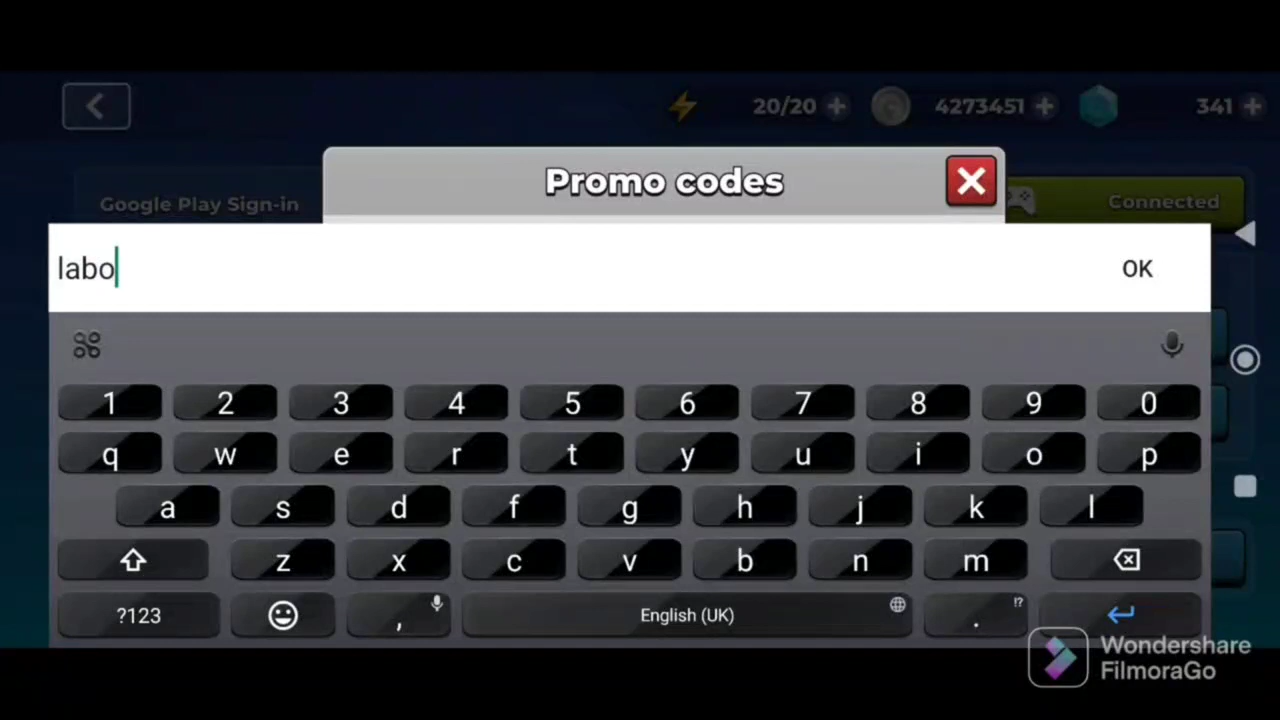 20/20 + 4273451 + 341 +
Promo codes
Google Play Sign-in
Connected
labo
OK
1 2 3 4 5 6 7 8 9 0
q w e r t y u i o p
a s d f g h j k l
z x c v b n m
?123 , English (UK) . !?
Wondershare
FilmoraGo